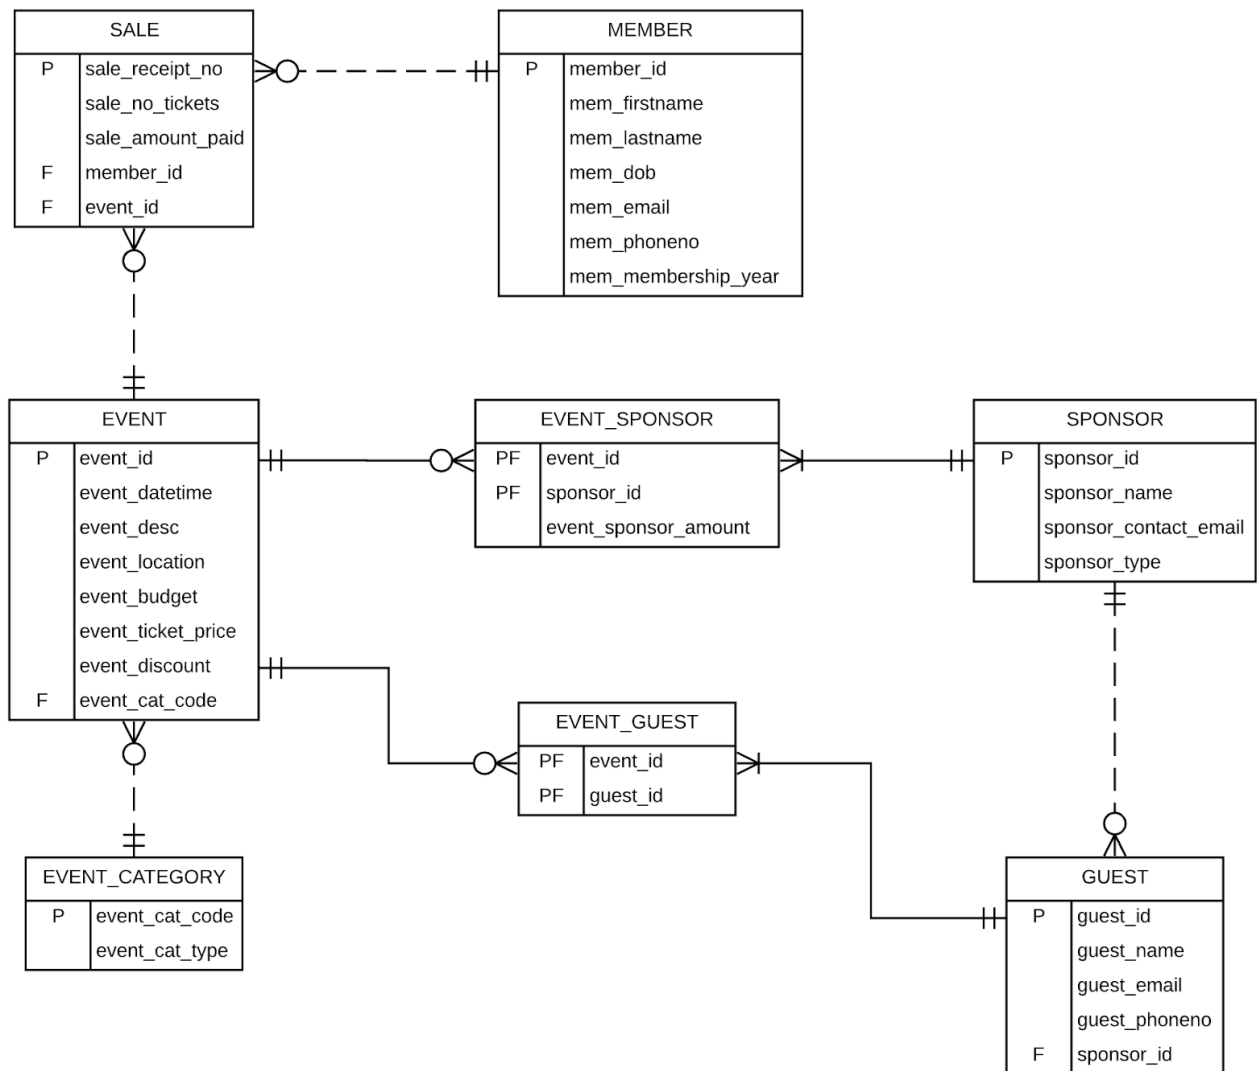 SALE
P sale_receipt_no
sale_no_tickets
sale_amount_paid
F member_id
F event_id
MEMBER
P member_id
mem_firstname
mem_lastname
mem_dob
mem_email
mem_phoneno
mem_membership_year
EVENT
P event_id
event_datetime
event_desc
event_location
event_budget
event_ticket_price
event_discount
F event_cat_code
EVENT_SPONSOR
PF event_id
PF sponsor_id
event_sponsor_amount
SPONSOR
P sponsor_id
sponsor_name
sponsor_contact_email
sponsor_type
EVENT_GUEST
PF event_id
PF guest_id
EVENT_CATEGORY
P event_cat_code
event_cat_type
GUEST
P guest_id
guest_name
guest_email
guest_phoneno
F sponsor_id